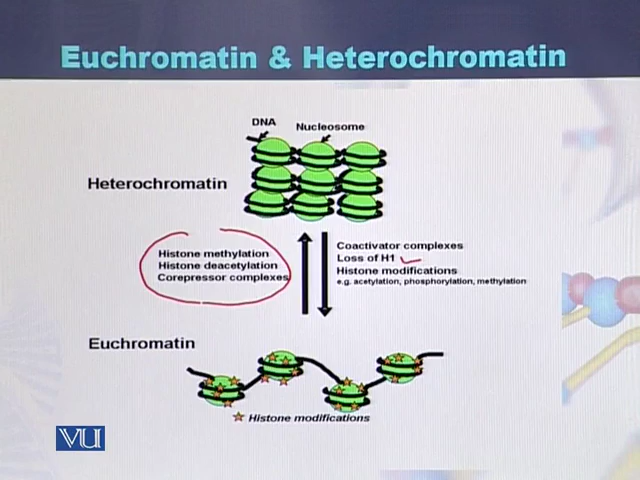 Euchromatin & Heterochromatin
DNA
Nucleosome
Heterochromatin
Histone methylation
Histone deacetylation
Corepressor complexes
Coactivator complexes
Loss of H1
Histone modifications
e.g. acetylation, phosphorylation, methylation
Euchromatin
Histone modifications
VU